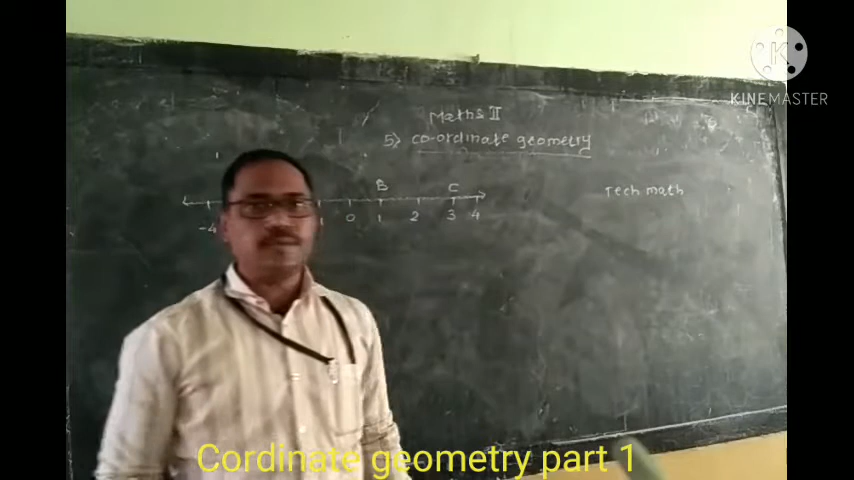 KINEMASTER
Maths II
5) co-ordinate geometry
Tech math
B C
-4 1 0 1 2 3 4
Cordinate geometry part 1